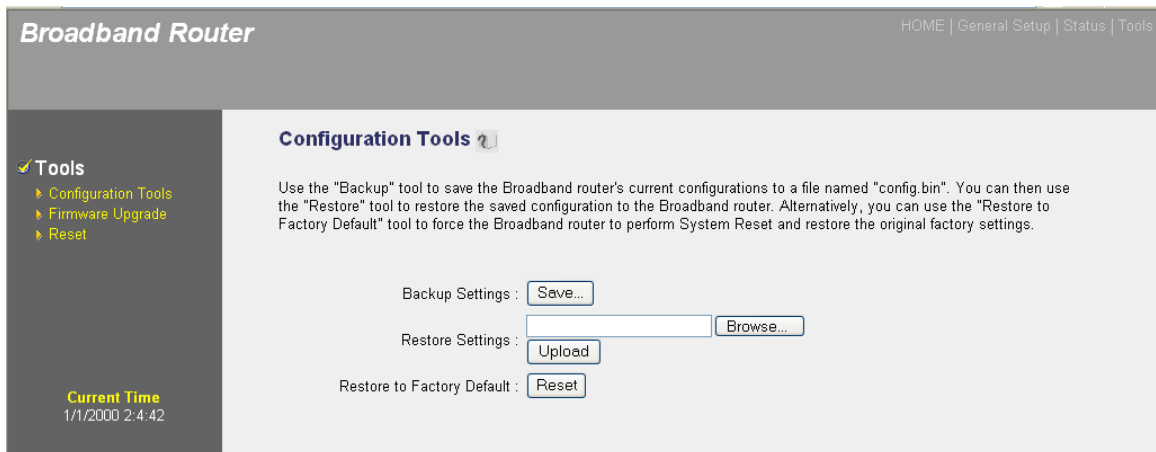 Broadband Router
HOME | General Setup | Status | Tools
Tools
Configuration Tools
Firmware Upgrade
Reset
Current Time
1/1/2000 2:4:42
Configuration Tools
Use the "Backup" tool to save the Broadband router's current configurations to a file named "config.bin". You can then use
the "Restore" tool to restore the saved configuration to the Broadband router. Alternatively, you can use the "Restore to
Factory Default" tool to force the Broadband router to perform System Reset and restore the original factory settings.
Backup Settings : Save...
Restore Settings : Browse...
Upload
Restore to Factory Default : Reset